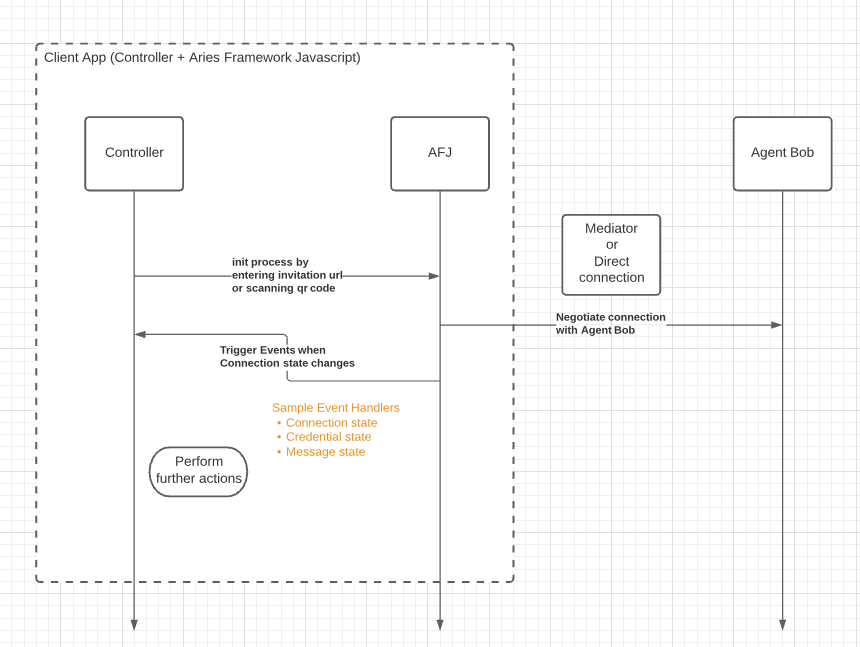 Client App (Controller + Aries Framework Javascript)
Controller
AFJ
Agent Bob
Mediator
or
Direct
connection
init process by
entering invitation url
or scanning qr code
Negotiate connection
with Agent Bob
Trigger Events when
Connection state changes
Sample Event Handlers
• Connection state
• Credential state
• Message state
Perform
further actions